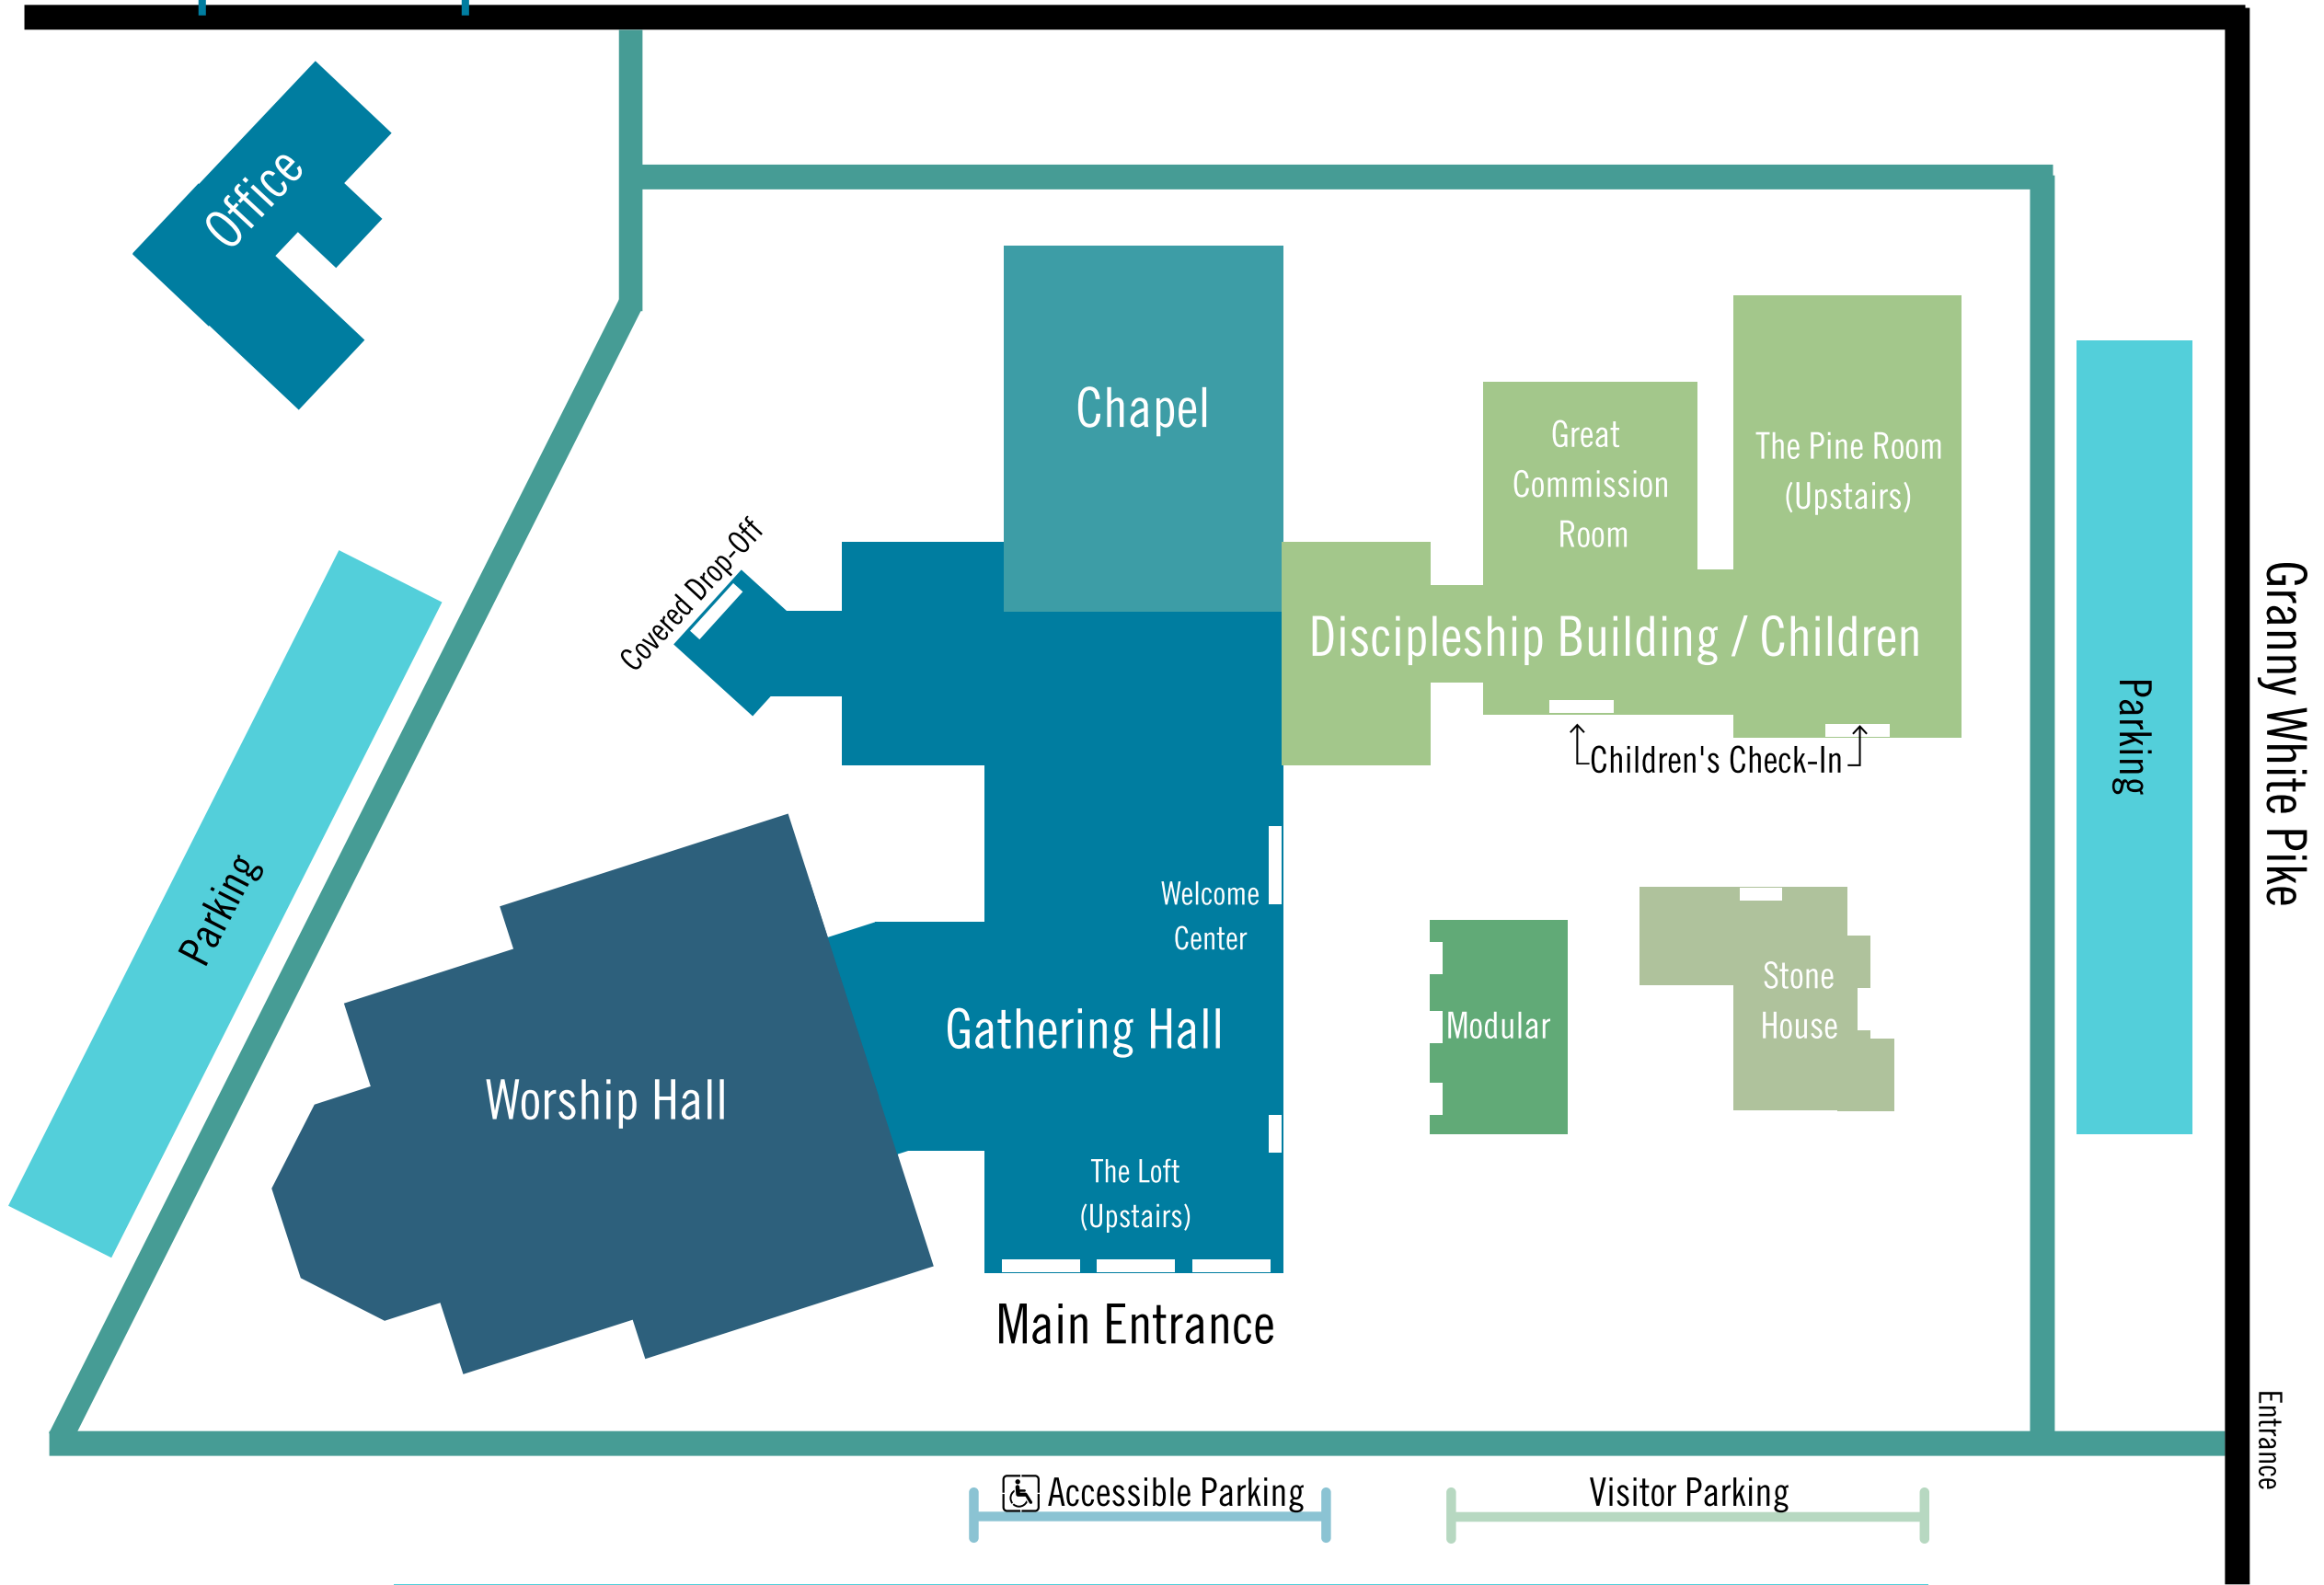 Office
Chapel
Great
Commission
Room
The Pine Room
(Upstairs)
Covered Drop-Off
Discipleship Building / Children
Children's Check-In
Granny White Pike
Parking
Parking
Welcome
Center
Gathering Hall
Modular
Stone
House
Worship Hall
The Loft
(Upstairs)
Main Entrance
Entrance
Accessible Parking
Visitor Parking